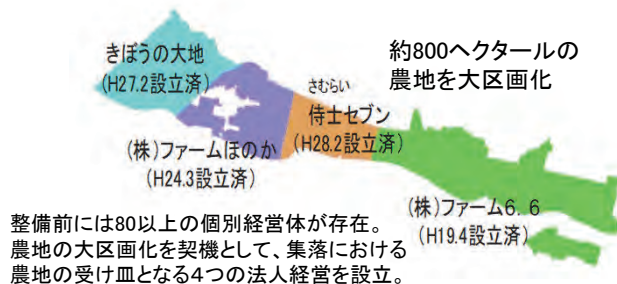 きぼうの大地
(H27.2設立済)
約800ヘクタールの
農地を大区画化
さむらい
侍士セブン
(H28.2設立済)
(株)ファームほのか
(H24.3設立済)
(株)ファーム6．6
(H19.4設立済)
整備前には80以上の個別経営体が存在。
農地の大区画化を契機として、集落における
農地の受け皿となる4つの法人経営を設立。